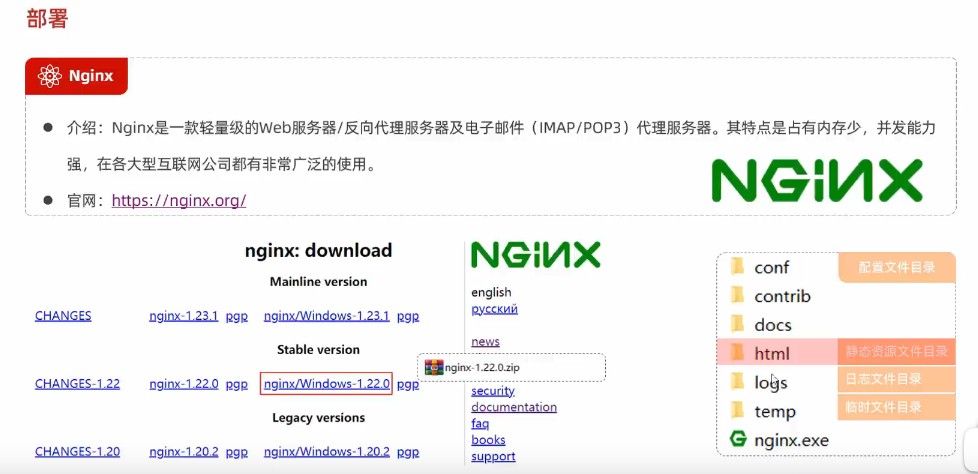 部署
Nginx
介绍：Nginx是一款轻量级的Web服务器/反向代理服务器及电子邮件（IMAP/POP3）代理服务器。其特点是占有内存少，并发能力
强，在各大型互联网公司都有非常广泛的使用。
官网：https://nginx.org/
NGINX
nginx: download
Mainline version
CHANGES nginx-1.23.1 pgp nginx/Windows-1.23.1 pgp
Stable version
CHANGES-1.22 nginx-1.22.0 pgp nginx/Windows-1.22.0 pgp
Legacy versions
CHANGES-1.20 nginx-1.20.2 pgp nginx/Windows-1.20.2 pgp
NGINX
english
русский
news
nginx-1.22.0.zip
security
documentation
faq
books
support
conf 配置文件目录
contrib
docs
html 静态资源文件目录
logs 日志文件目录
temp 临时文件目录
nginx.exe